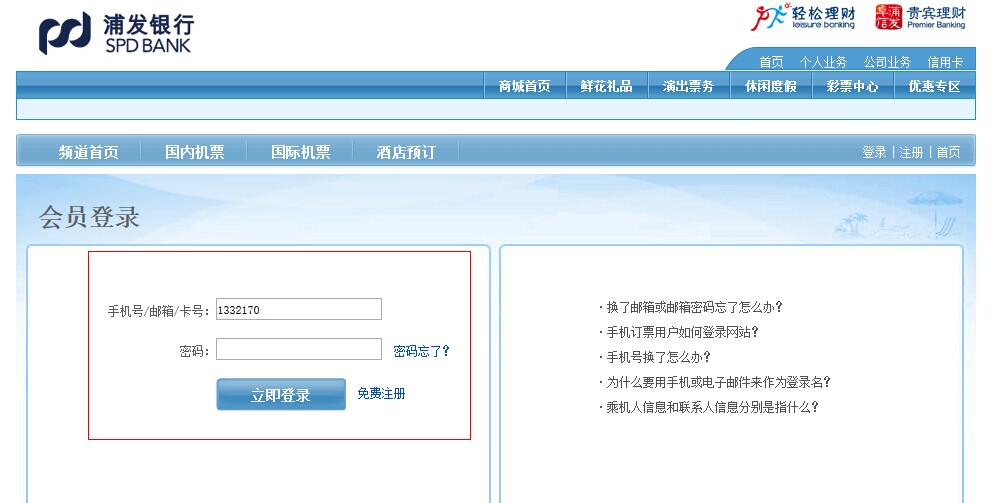 浦发银行
SPD BANK
轻松理财
leisure banking
卓浦信发
贵宾理财
Premier Banking
首页 个人业务 公司业务 信用卡
商城首页 鲜花礼品 演出票务 休闲度假 彩票中心 优惠专区
频道首页 国内机票 国际机票 酒店预订 登录 | 注册 | 首页
会员登录
手机号/邮箱/卡号: 1332170
密码: 密码忘了?
立即登录 免费注册
· 换了邮箱或邮箱密码忘了怎么办?
· 手机订票用户如何登录网站?
· 手机号换了怎么办?
· 为什么要用手机或电子邮件来作为登录名?
· 乘机人信息和联系人信息分别是指什么?